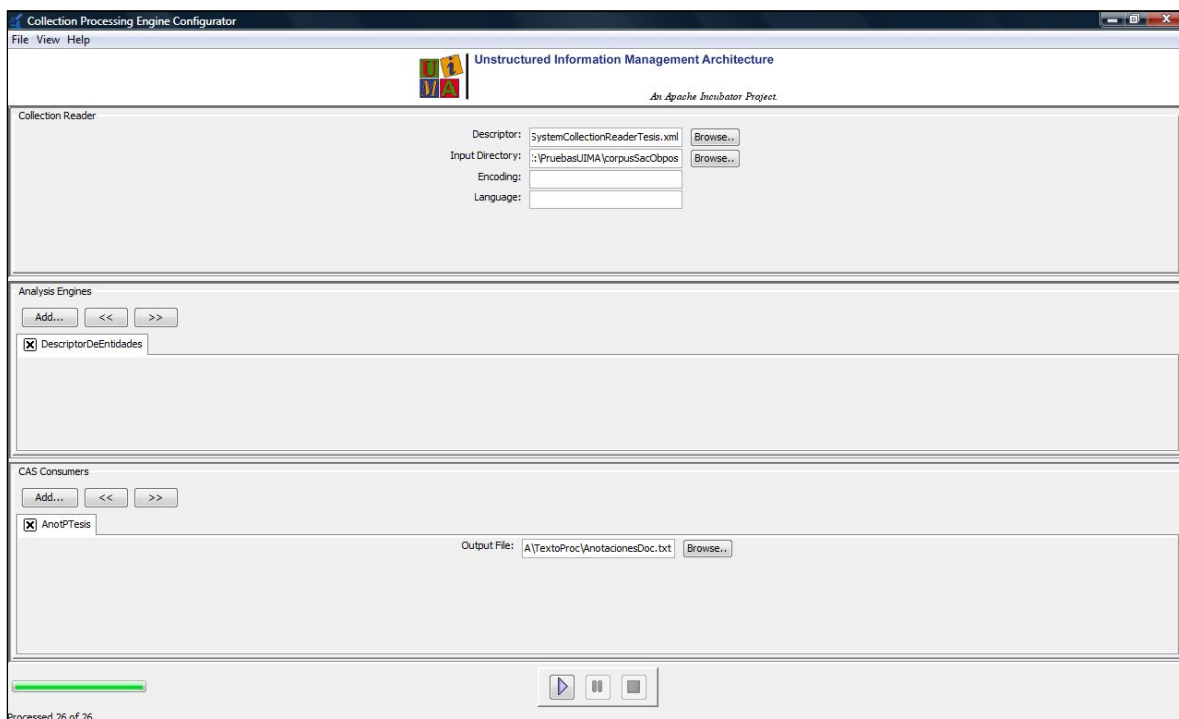 Collection Processing Engine Configurator
File View Help
UiMA
Unstructured Information Management Architecture
An Apache Incubator Project.
Collection Reader
Descriptor: SystemCollectionReaderTesis.xml Browse..
Input Directory: :\PruebasUIMA\corpusSacObpos Browse..
Encoding:
Language:
Analysis Engines
Add... << >>
DescriptorDeEntidades
CAS Consumers
Add... << >>
AnotPTesis
Output File: A\TextoProc\AnotacionesDoc.txt Browse..
Processed 26 of 26